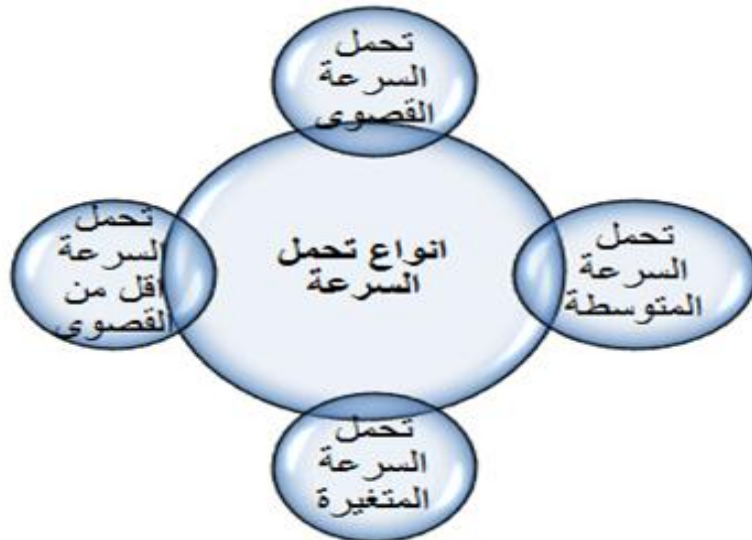 تحمل
السرعة
القصوى
انواع تحمل
السرعة
تحمل
السرعة
المتوسطة
تحمل
السرعة
المتغيرة
تحمل
السرعة
اقل من
القصوى